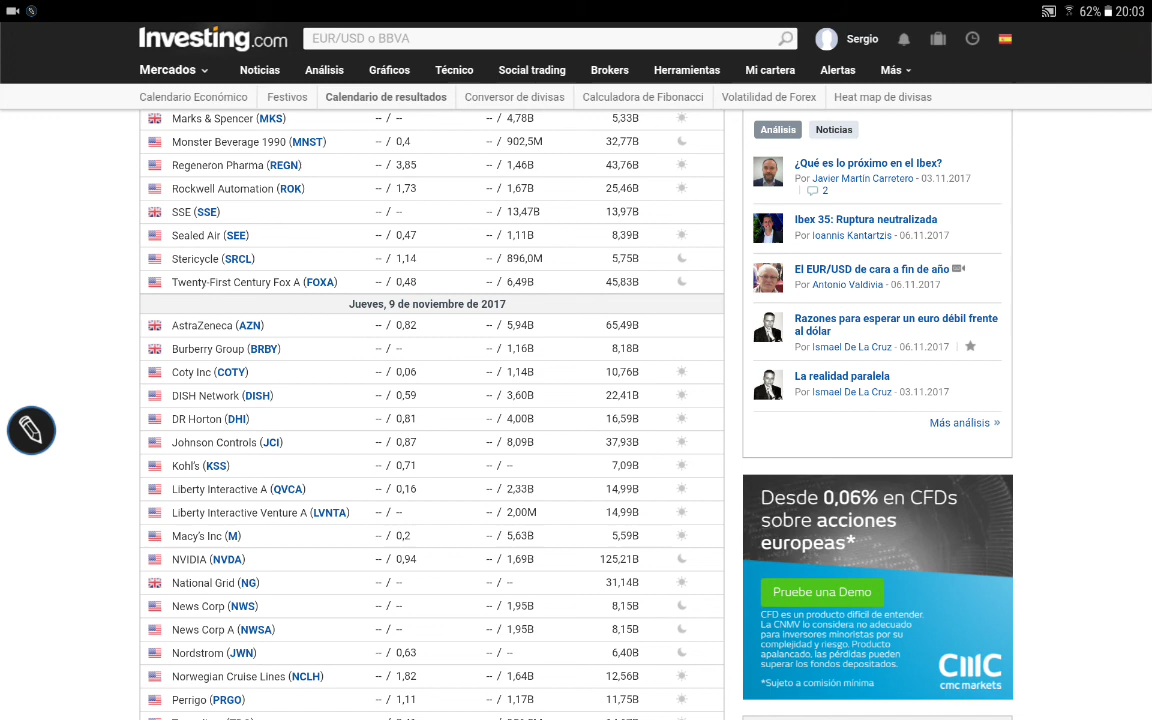 62% 20:03
Investing.com EUR/USD o BBVA Sergio
Mercados Noticias Análisis Gráficos Técnico Social trading Brokers Herramientas Mi cartera Alertas Más
Calendario Económico Festivos Calendario de resultados Conversor de divisas Calculadora de Fibonacci Volatilidad de Forex Heat map de divisas
Marks & Spencer (MKS) -- / -- -- / 4,78B 5,33B
Monster Beverage 1990 (MNST) -- / 0,4 -- / 902,5M 32,77B
Regeneron Pharma (REGN) -- / 3,85 -- / 1,46B 43,76B
Rockwell Automation (ROK) -- / 1,73 -- / 1,67B 25,46B
SSE (SSE) -- / -- -- / 13,47B 13,97B
Sealed Air (SEE) -- / 0,47 -- / 1,11B 8,39B
Stericycle (SRCL) -- / 1,14 -- / 896,0M 5,75B
Twenty-First Century Fox A (FOXA) -- / 0,48 -- / 6,49B 45,83B
Jueves, 9 de noviembre de 2017
AstraZeneca (AZN) -- / 0,82 -- / 5,94B 65,49B
Burberry Group (BRBY) -- / -- -- / 1,16B 8,18B
Coty Inc (COTY) -- / 0,06 -- / 1,14B 10,76B
DISH Network (DISH) -- / 0,59 -- / 3,60B 22,41B
DR Horton (DHI) -- / 0,81 -- / 4,00B 16,59B
Johnson Controls (JCI) -- / 0,87 -- / 8,09B 37,93B
Kohl's (KSS) -- / 0,71 -- / -- 7,09B
Liberty Interactive A (QVCA) -- / 0,16 -- / 2,33B 14,99B
Liberty Interactive Venture A (LVNTA) -- / -- -- / 2,00M 14,99B
Macy's Inc (M) -- / 0,2 -- / 5,63B 5,59B
NVIDIA (NVDA) -- / 0,94 -- / 1,69B 125,21B
National Grid (NG) -- / -- -- / -- 31,14B
News Corp (NWS) -- / -- -- / 1,95B 8,15B
News Corp A (NWSA) -- / -- -- / 1,95B 8,15B
Nordstrom (JWN) -- / 0,63 -- / -- 6,40B
Norwegian Cruise Lines (NCLH) -- / 1,82 -- / 1,64B 12,56B
Perrigo (PRGO) -- / 1,11 -- / 1,17B 11,75B
Análisis Noticias
¿Qué es lo próximo en el Ibex?
Por Javier Martín Carretero - 03.11.2017
2
Ibex 35: Ruptura neutralizada
Por Ioannis Kantartzis - 06.11.2017
El EUR/USD de cara a fin de año
Por Antonio Valdivia - 06.11.2017
Razones para esperar un euro débil frente
al dólar
Por Ismael De La Cruz - 06.11.2017
La realidad paralela
Por Ismael De La Cruz - 03.11.2017
Más análisis »
Desde 0,06% en CFDs
sobre acciones
europeas*
Pruebe una Demo
CFD es un producto difícil de entender.
La CNMV lo considera no adecuado
para inversores minoristas por su
complejidad y riesgo. Producto
apalancado, las pérdidas pueden
superar los fondos depositados.
*Sujeto a comisión mínima
cmc
cmc markets